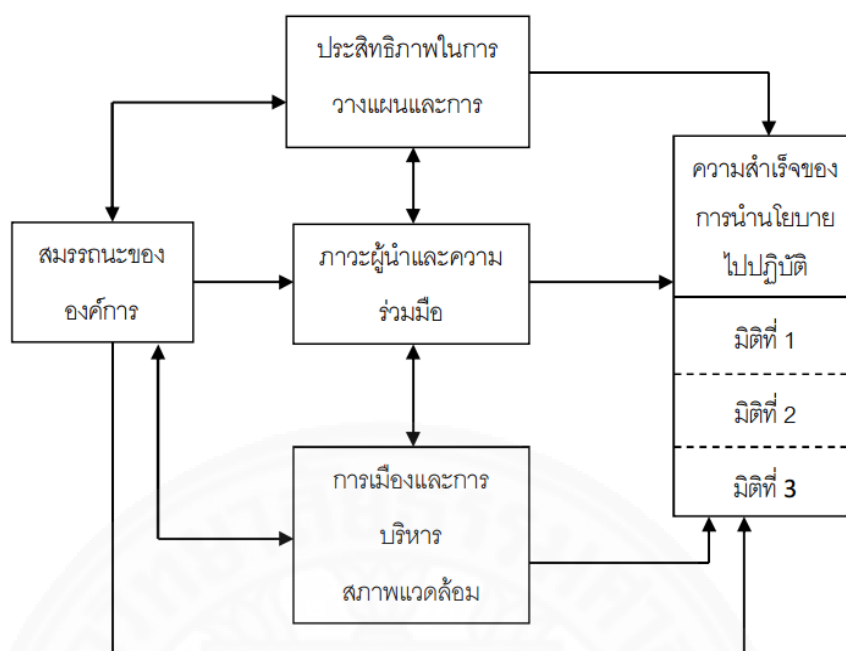 ประสิทธิภาพในการ
วางแผนและการ
ความสำเร็จของ
การนำนโยบาย
ไปปฏิบัติ
สมรรถนะของ
องค์การ
ภาวะผู้นำและความ
ร่วมมือ
มิติที่ 1
มิติที่ 2
มิติที่ 3
การเมืองและการ
บริหาร
สภาพแวดล้อม